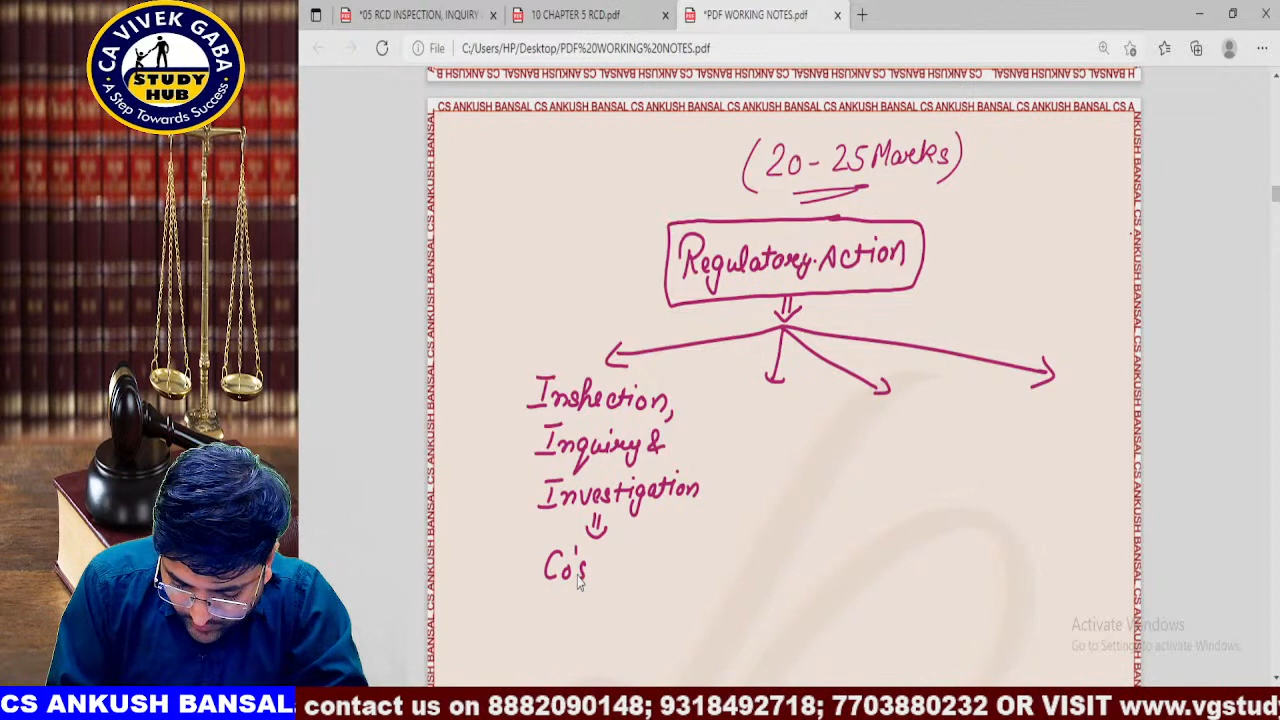 CA VIVEK GABA
STUDY
HUB
A Step Towards Success
*05 RCD INSPECTION, INQUIRY
10 CHAPTER 5 RCD.pdf
*PDF WORKING NOTES.pdf
File
C:/Users/HP/Desktop/PDF%20WORKING%20NOTES.pdf
CS ANKUSH BANSAL CS ANKUSH BANSAL CS ANKUSH BANSAL CS ANKUSH BANSAL CS ANKUSH BANSAL CS ANKUSH BANSAL CS ANKUSH BANSAL CS A
(20-25 Marks)
Regulatory Action
Inspection,
Inquiry &
Investigation
Co's
Activate Windows
Go to Settings to activate Windows.
CS ANKUSH BANSAL
contact us on 8882090148; 9318492718; 7703880232 OR VISIT www.vgstud